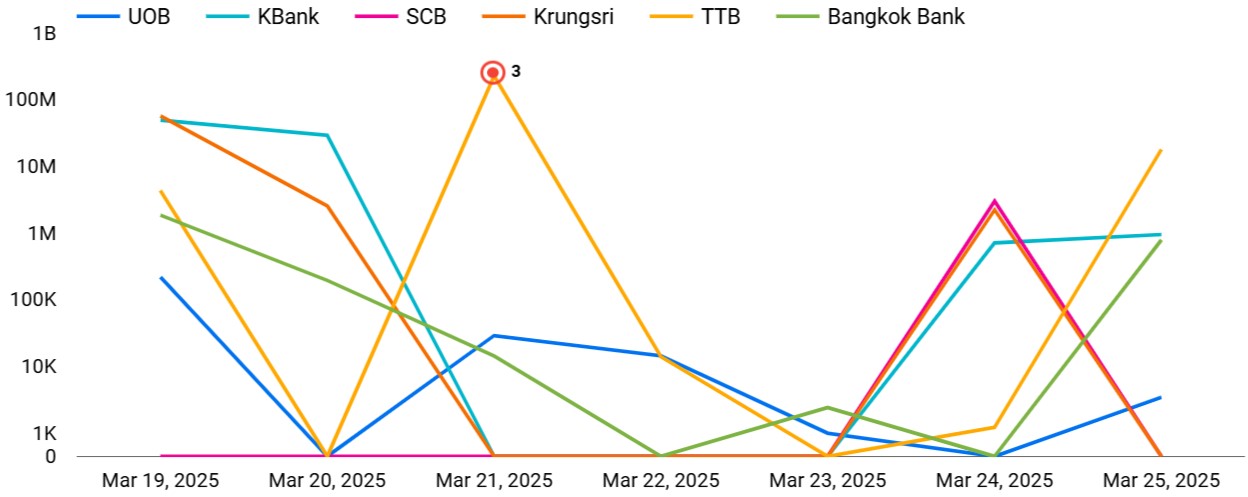 UOB KBank SCB Krungsri TTB Bangkok Bank
1B
3
100M
10M
1M
100K
10K
1K
0
Mar 19, 2025 Mar 20, 2025 Mar 21, 2025 Mar 22, 2025 Mar 23, 2025 Mar 24, 2025 Mar 25, 2025